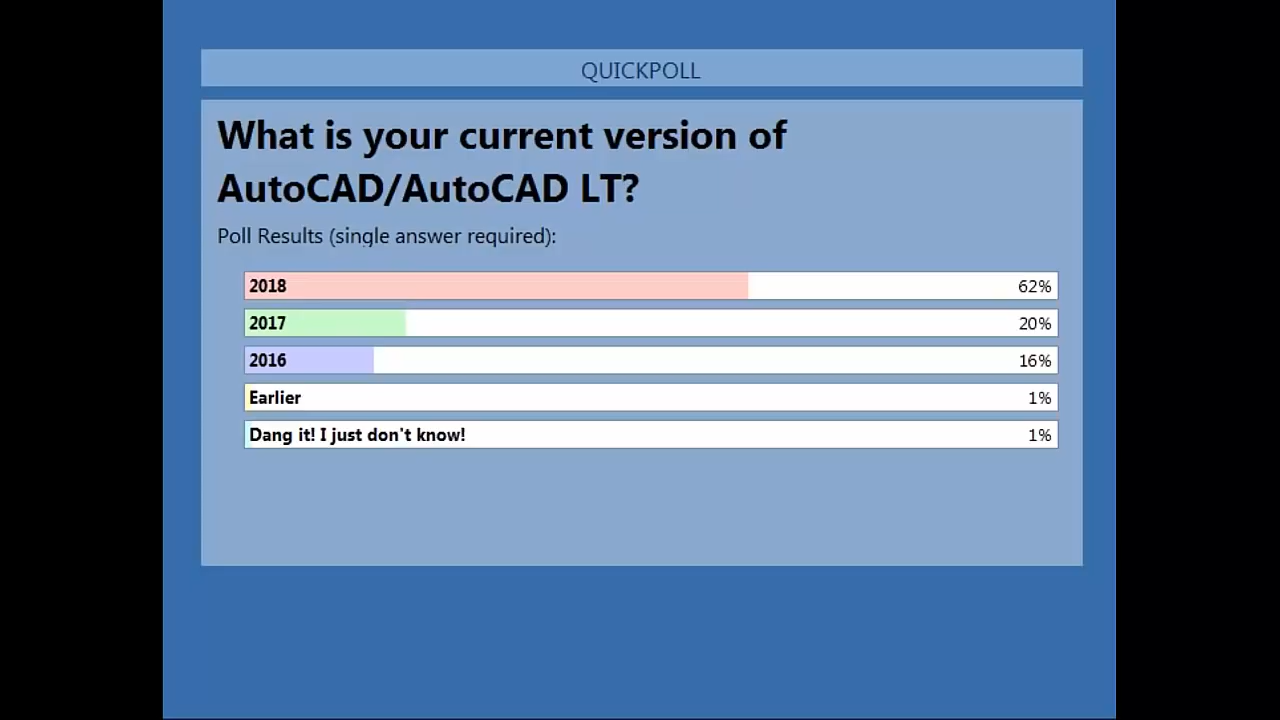 QUICKPOLL
What is your current version of
AutoCAD/AutoCAD LT?
Poll Results (single answer required):
2018 62%
2017 20%
2016 16%
Earlier 1%
Dang it! I just don't know! 1%